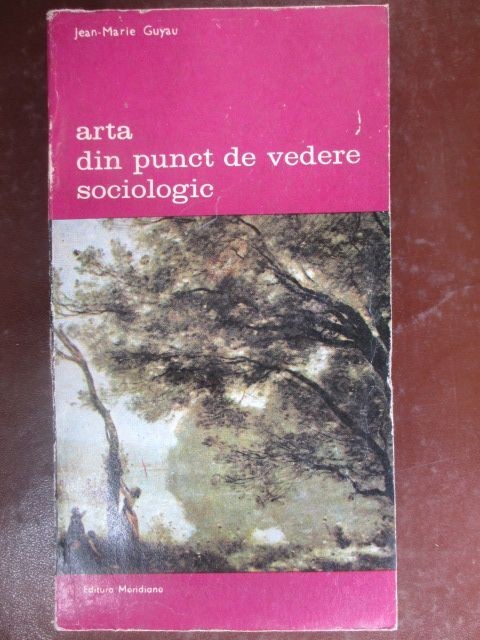 Jean-Marie Guyau
arta
din punct de vedere
sociologic
Editura Meridiane